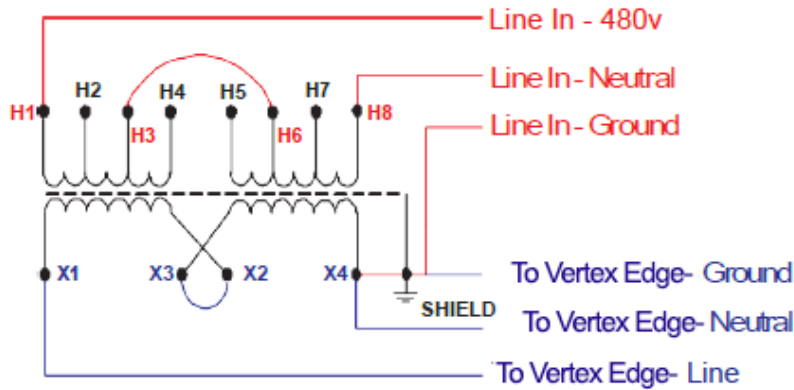 Line In - 480v
Line In - Neutral
Line In - Ground
H1 H2 H3 H4 H5 H6 H7 H8
X1 X3 X2 X4
SHIELD
To Vertex Edge- Ground
To Vertex Edge- Neutral
To Vertex Edge- Line